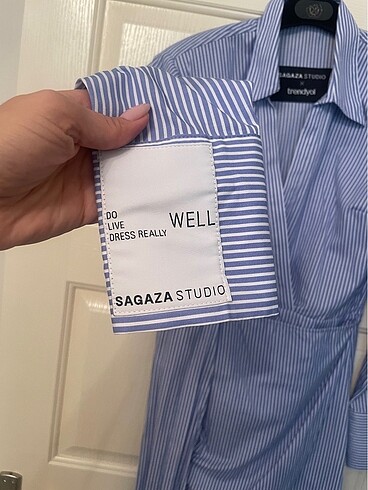 SAGAZA STUDIO
x
trendyol
DO
LIVE
DRESS REALLY WELL
SAGAZA STUDIO